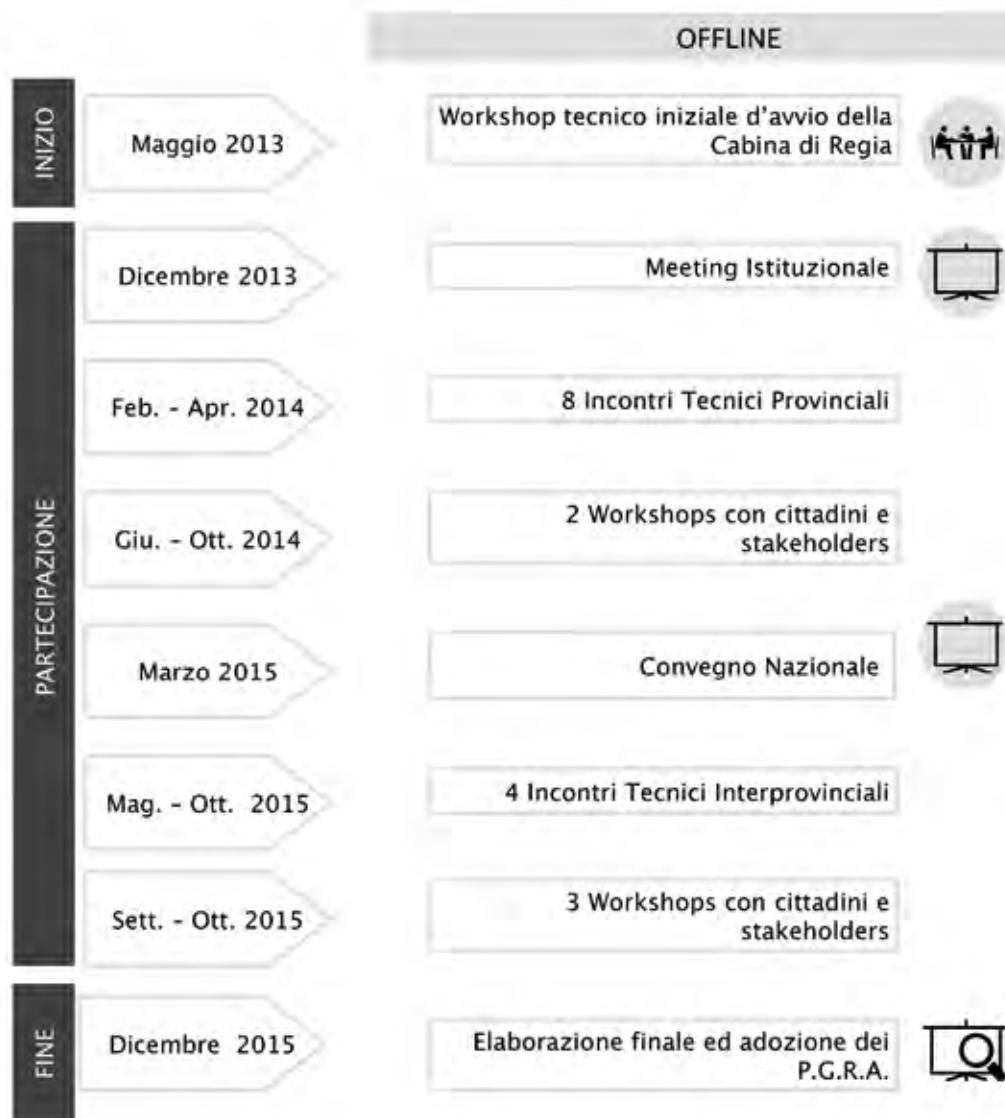 OFFLINE
INIZIO
Maggio 2013
Workshop tecnico iniziale d'avvio della
Cabina di Regia
PARTECIPAZIONE
Dicembre 2013
Meeting Istituzionale
Feb. - Apr. 2014
8 Incontri Tecnici Provinciali
Giu. - Ott. 2014
2 Workshops con cittadini e
stakeholders
Marzo 2015
Convegno Nazionale
Mag. - Ott. 2015
4 Incontri Tecnici Interprovinciali
Sett. - Ott. 2015
3 Workshops con cittadini e
stakeholders
FINE
Dicembre 2015
Elaborazione finale ed adozione dei
P.G.R.A.